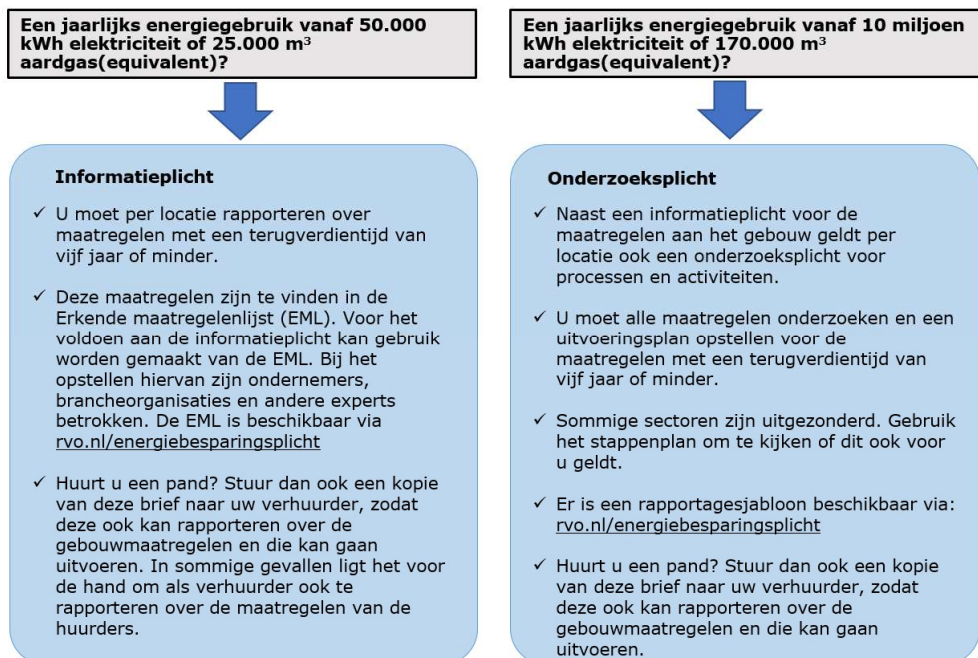 Een jaarlijks energiegebruik vanaf 50.000
kWh elektriciteit of 25.000 m³
aardgas(equivalent)?
Informatieplicht
✓ U moet per locatie rapporteren over
maatregelen met een terugverdientijd van
vijf jaar of minder.
✓ Deze maatregelen zijn te vinden in de
Erkende maatregelenlijst (EML). Voor het
voldoen aan de informatieplicht kan gebruik
worden gemaakt van de EML. Bij het
opstellen hiervan zijn ondernemers,
brancheorganisaties en andere experts
betrokken. De EML is beschikbaar via
rvo.nl/energiebesparingsplicht
✓ Huurt u een pand? Stuur dan ook een kopie
van deze brief naar uw verhuurder, zodat
deze ook kan rapporteren over de
gebouwmaatregelen en die kan gaan
uitvoeren. In sommige gevallen ligt het voor
de hand om als verhuurder ook te
rapporteren over de maatregelen van de
huurders.
Een jaarlijks energiegebruik vanaf 10 miljoen
kWh elektriciteit of 170.000 m³
aardgas(equivalent)?
Onderzoeksplicht
✓ Naast een informatieplicht voor de
maatregelen aan het gebouw geldt per
locatie ook een onderzoeksplicht voor
processen en activiteiten.
✓ U moet alle maatregelen onderzoeken en een
uitvoeringsplan opstellen voor de
maatregelen met een terugverdientijd van
vijf jaar of minder.
✓ Sommige sectoren zijn uitgezonderd. Gebruik
het stappenplan om te kijken of dit ook voor
u geldt.
✓ Er is een rapportagesjabloon beschikbaar via:
rvo.nl/energiebesparingsplicht
✓ Huurt u een pand? Stuur dan ook een kopie
van deze brief naar uw verhuurder, zodat
deze ook kan rapporteren over de
gebouwmaatregelen en die kan gaan
uitvoeren.